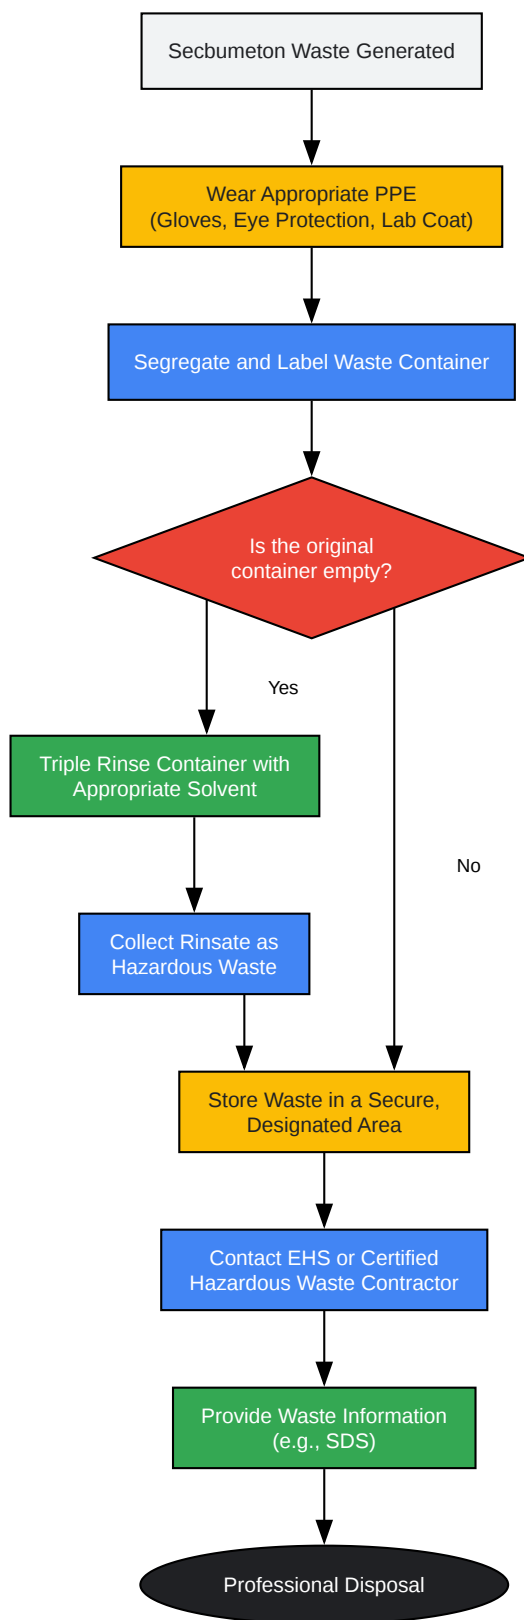 Secbumeton Waste Generated
Wear Appropriate PPE
(Gloves, Eye Protection, Lab Coat)
Segregate and Label Waste Container
Is the original
container empty?
Yes
Triple Rinse Container with
Appropriate Solvent
No
Collect Rinsate as
Hazardous Waste
Store Waste in a Secure,
Designated Area
Contact EHS or Certified
Hazardous Waste Contractor
Provide Waste Information
(e.g., SDS)
Professional Disposal